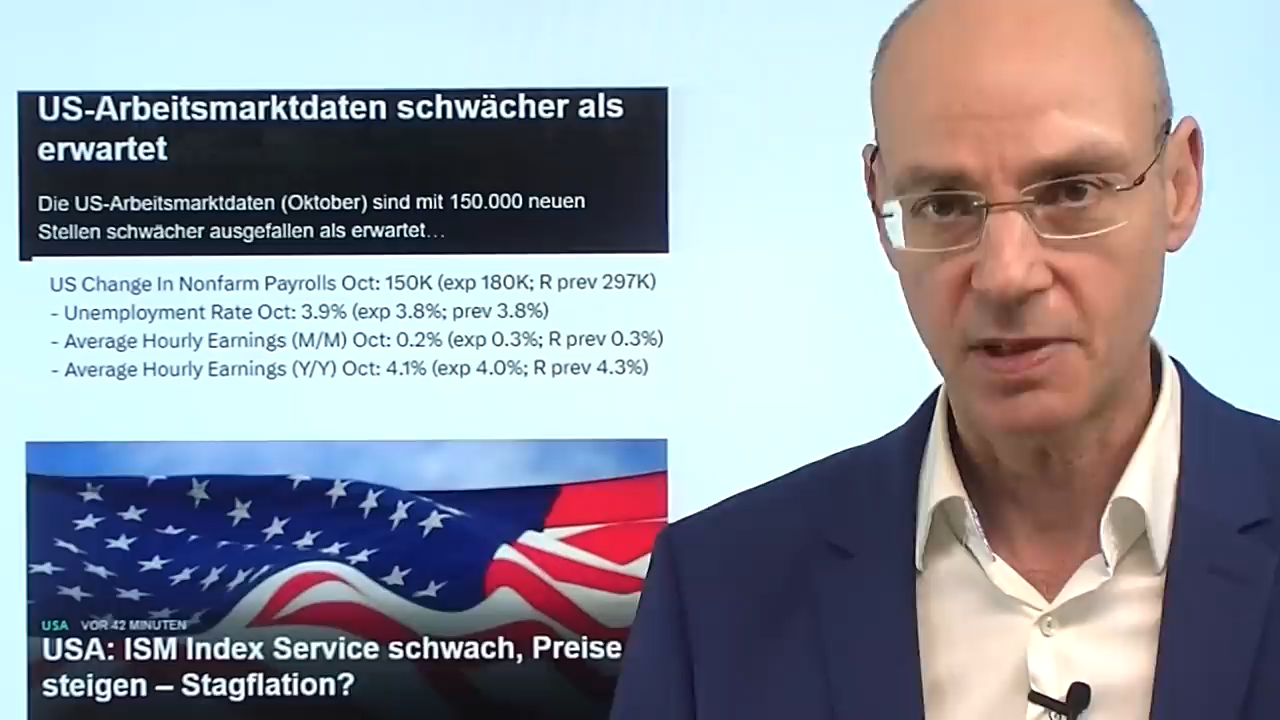 US-Arbeitsmarktdaten schwächer als
erwartet
Die US-Arbeitsmarktdaten (Oktober) sind mit 150.000 neuen
Stellen schwächer ausgefallen als erwartet…
US Change In Nonfarm Payrolls Oct: 150K (exp 180K; R prev 297K)
- Unemployment Rate Oct: 3.9% (exp 3.8%; prev 3.8%)
- Average Hourly Earnings (M/M) Oct: 0.2% (exp 0.3%; R prev 0.3%)
- Average Hourly Earnings (Y/Y) Oct: 4.1% (exp 4.0%; R prev 4.3%)
USA VOR 42 MINUTEN
USA: ISM Index Service schwach, Preise
steigen – Stagflation?